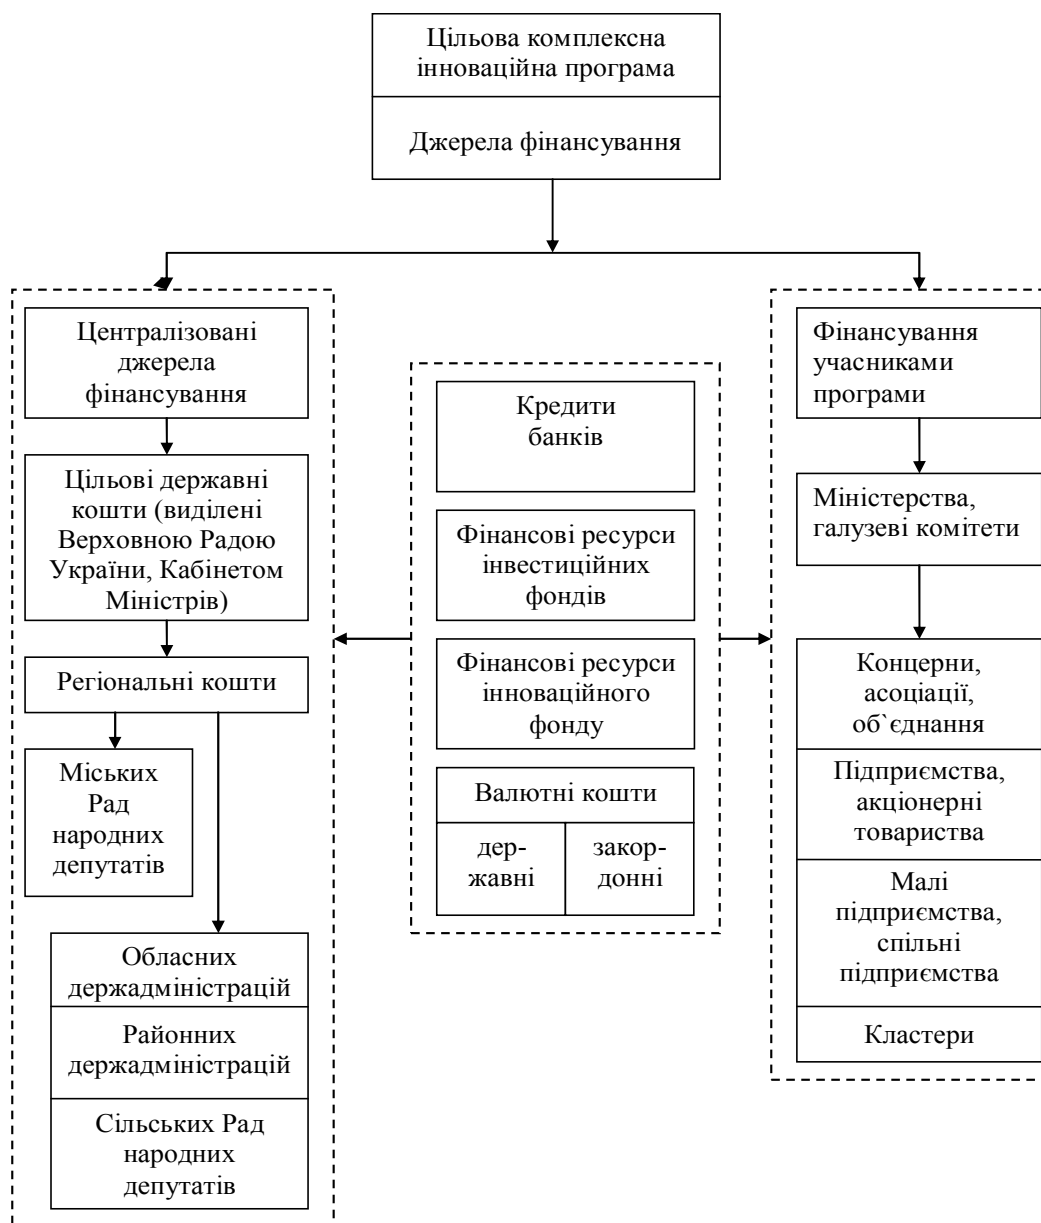 Цільова комплексна
інноваційна програма
Джерела фінансування
Централізовані
джерела
фінансування
Цільові державні
кошти (виділені
Верховною Радою
України, Кабінетом
Міністрів)
Регіональні кошти
Міських
Рад
народних
депутатів
Обласних
держадміністрацій
Районних
держадміністрацій
Сільських Рад
народних
депутатів
Кредити
банків
Фінансові ресурси
інвестиційних
фондів
Фінансові ресурси
інноваційного
фонду
Валютні кошти
дер-
жавні
закор-
донні
Фінансування
учасниками
програми
Міністерства,
галузеві комітети
Концерни,
асоціації,
об`єднання
Підприємства,
акціонерні
товариства
Малі
підприємства,
спільні
підприємства
Кластери